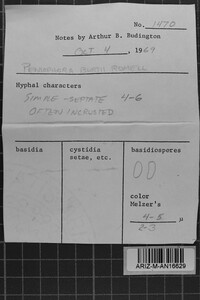 No. 1470
Notes by Arthur B. Budington
Oct 4, 1969
Hyphal characters
SIMPLE-SEPTATE 4-6
OFTEN INCRUSTED
basidia
cystidia
setae, etc.
basidiospores
color
Melzer's
4-5 μ
2-3
ARIZ-M-AN16629